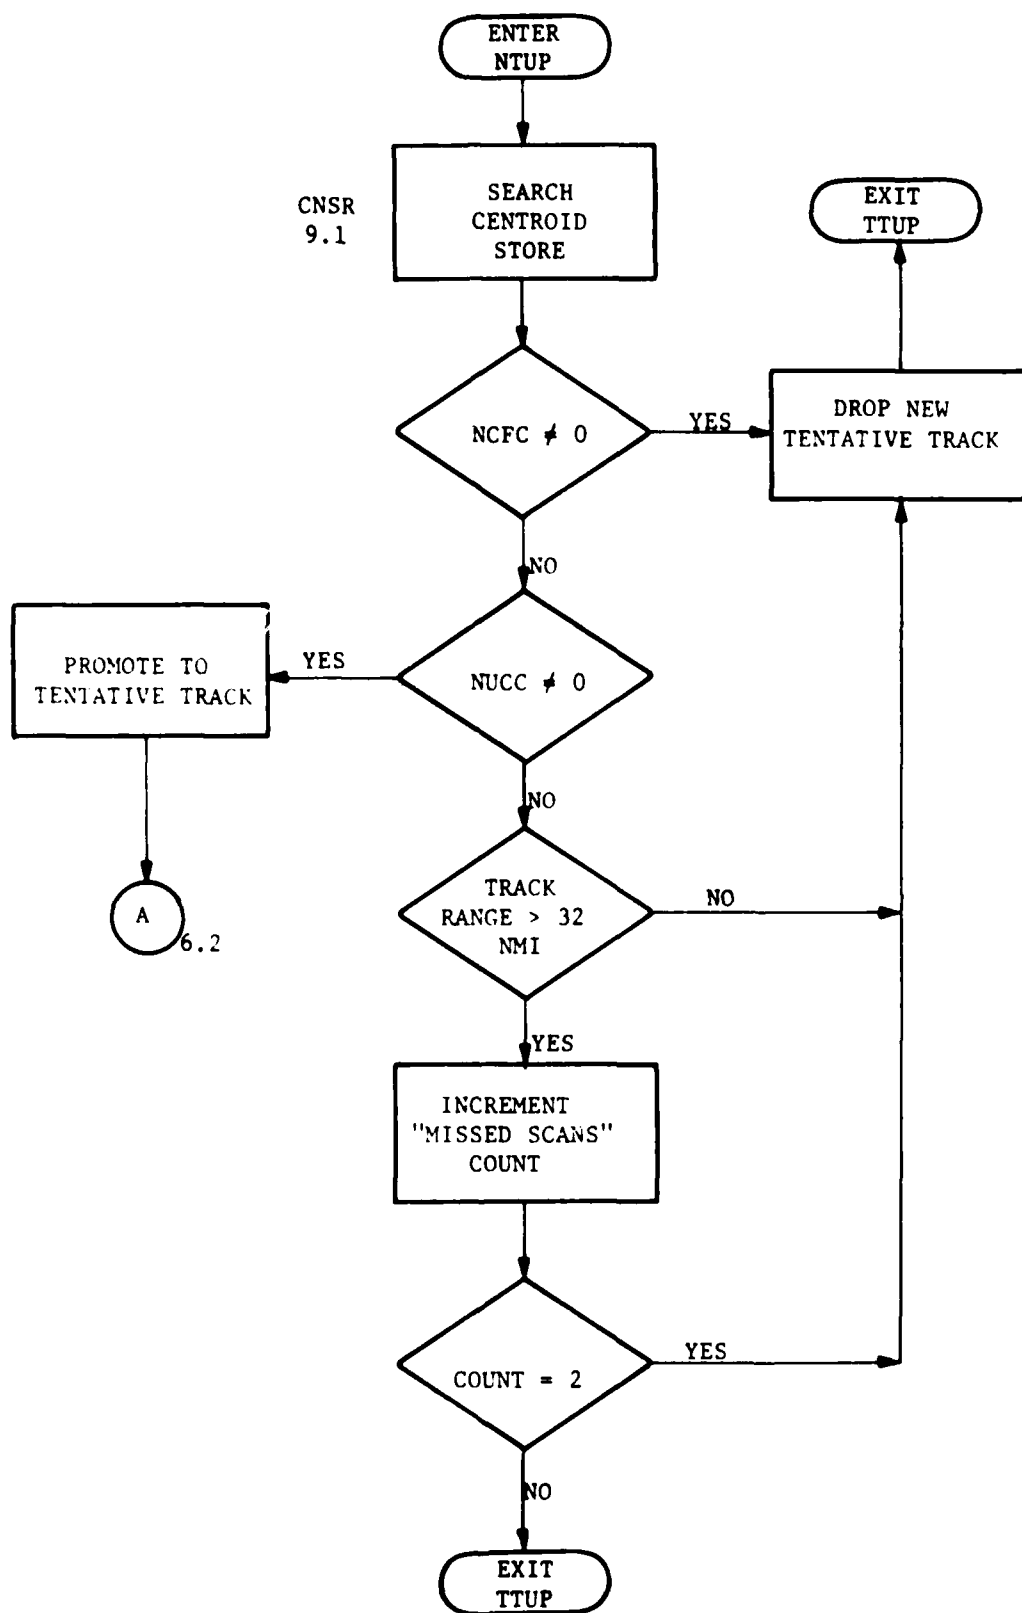 ENTER
NTUP
CNSR
9.1
SEARCH
CENTROID
STORE
EXIT
TTUP
NCFC ≠ 0
YES
DROP NEW
TENTATIVE TRACK
NO
NUCC ≠ 0
YES
PROMOTE TO
TENTATIVE TRACK
A
6.2
NO
TRACK
RANGE > 32
NMI
NO
YES
INCREMENT
"MISSED SCANS"
COUNT
COUNT = 2
YES
NO
EXIT
TTUP